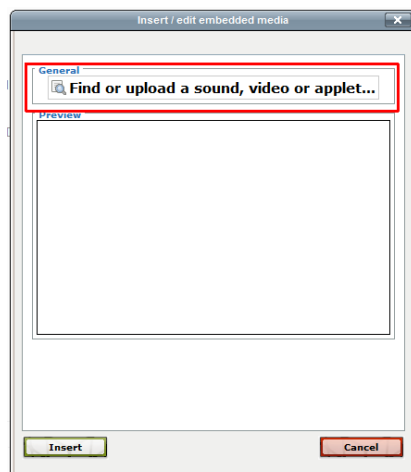 Insert / edit embedded media
General
Find or upload a sound, video or applet...
Preview
Insert
Cancel